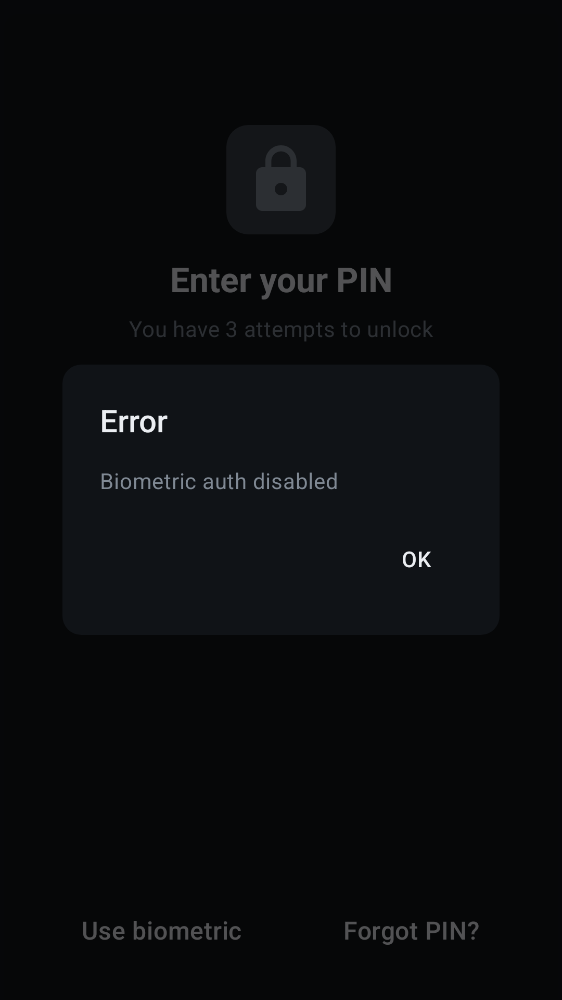 Enter your PIN
You have 3 attempts to unlock
Error
Biometric auth disabled
OK
Use biometric
Forgot PIN?